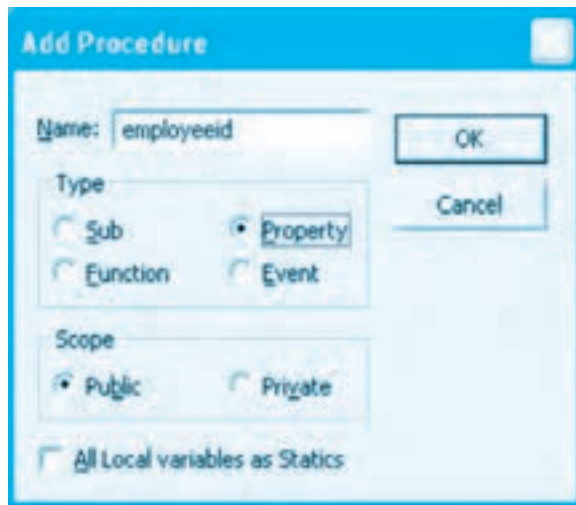 Add Procedure
Name: employeeid
OK
Cancel
Type
Sub
Property
Function
Event
Scope
Public
Private
All Local variables as Statics